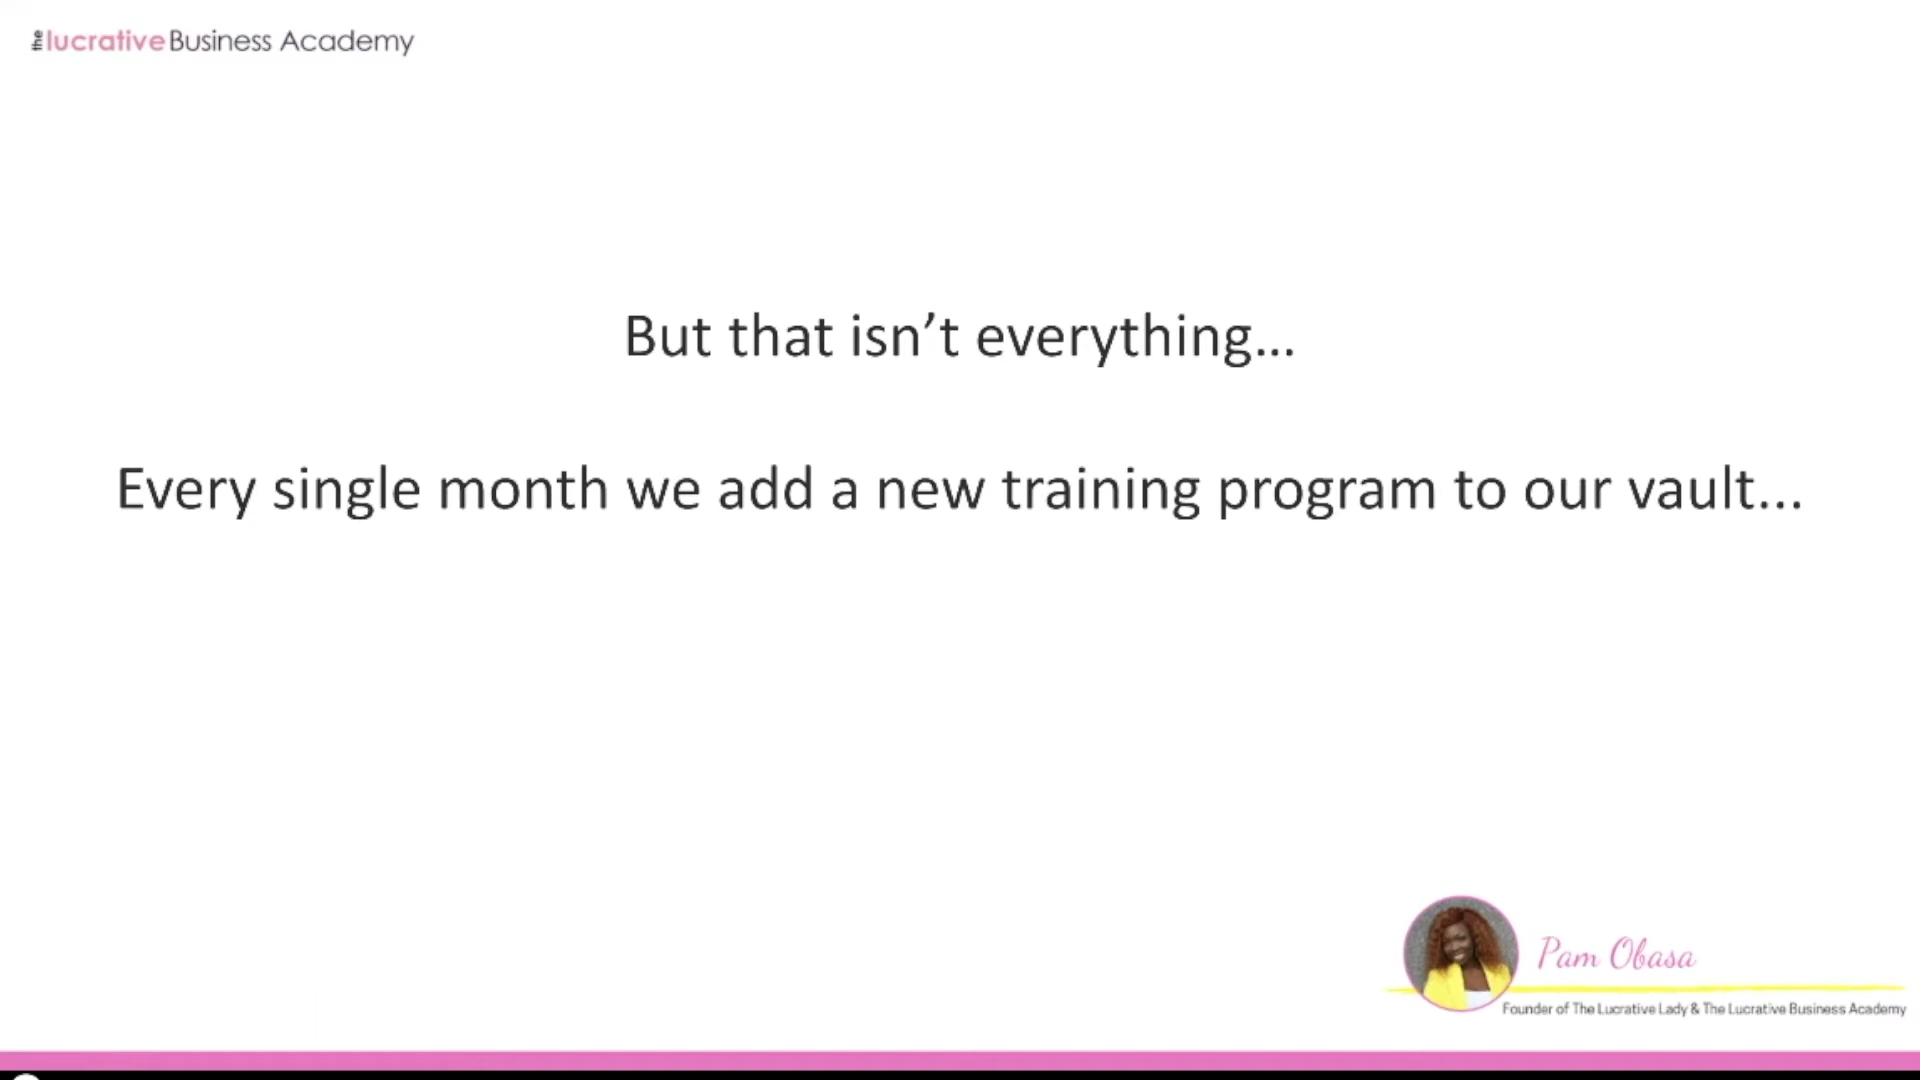 the lucrative Business Academy
But that isn’t everything...
Every single month we add a new training program to our vault...
Pam Obasa
Founder of The Lucrative Lady & The Lucrative Business Academy